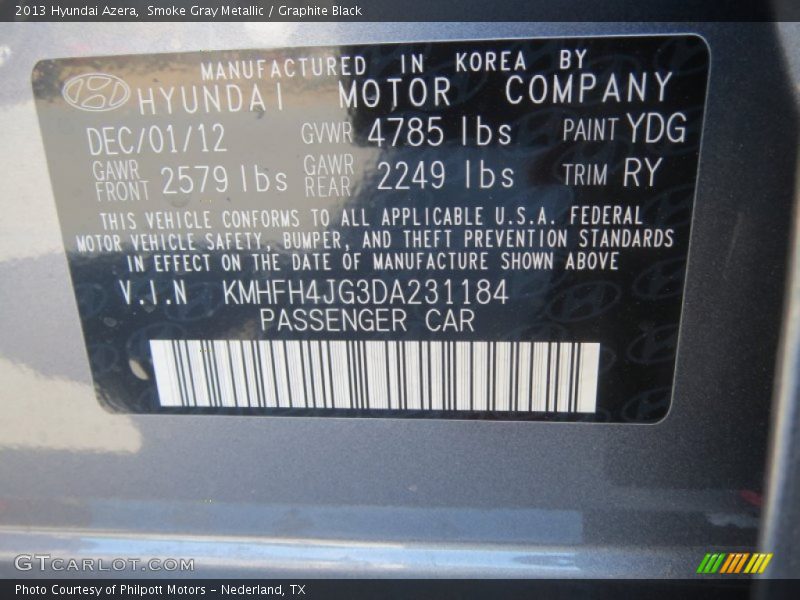 2013 Hyundai Azera, Smoke Gray Metallic / Graphite Black
MANUFACTURED IN KOREA BY
HYUNDAI MOTOR COMPANY
DEC/01/12 GVWR 4785 lbs PAINT YDG
GAWR FRONT 2579 lbs GAWR REAR 2249 lbs TRIM RY
THIS VEHICLE CONFORMS TO ALL APPLICABLE U.S.A. FEDERAL
MOTOR VEHICLE SAFETY, BUMPER, AND THEFT PREVENTION STANDARDS
IN EFFECT ON THE DATE OF MANUFACTURE SHOWN ABOVE
V.I.N KMHFH4JG3DA231184
PASSENGER CAR
GTCARLOT.COM
Photo Courtesy of Philpott Motors - Nederland, TX